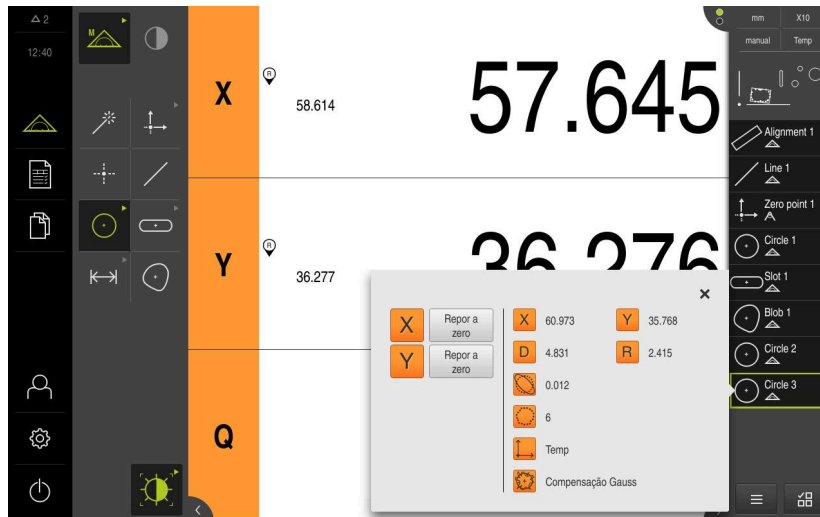 2
12:40
M
X
R
58.614
57.645
Y
R
36.277
36.276
Q
X
Repor a
zero
Y
Repor a
zero
X
60.973
Y
35.768
D
4.831
R
2.415
0.012
6
Temp
Compensação Gauss
mm
X10
manual
Temp
Alignment 1
Line 1
Zero point 1
Circle 1
Slot 1
Blob 1
Circle 2
Circle 3